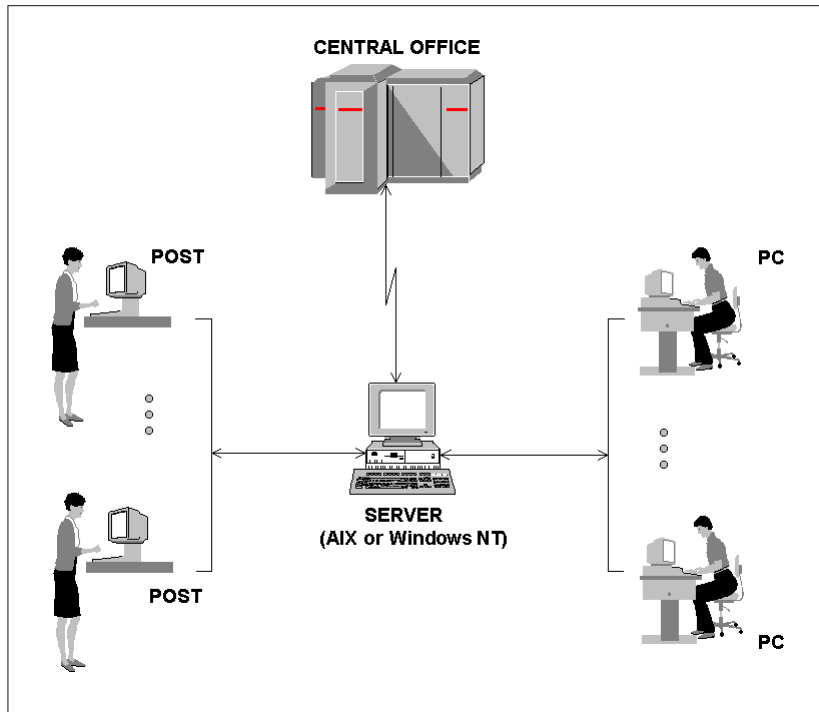 CENTRAL OFFICE
POST
PC
SERVER
(AIX or Windows NT)
POST
PC